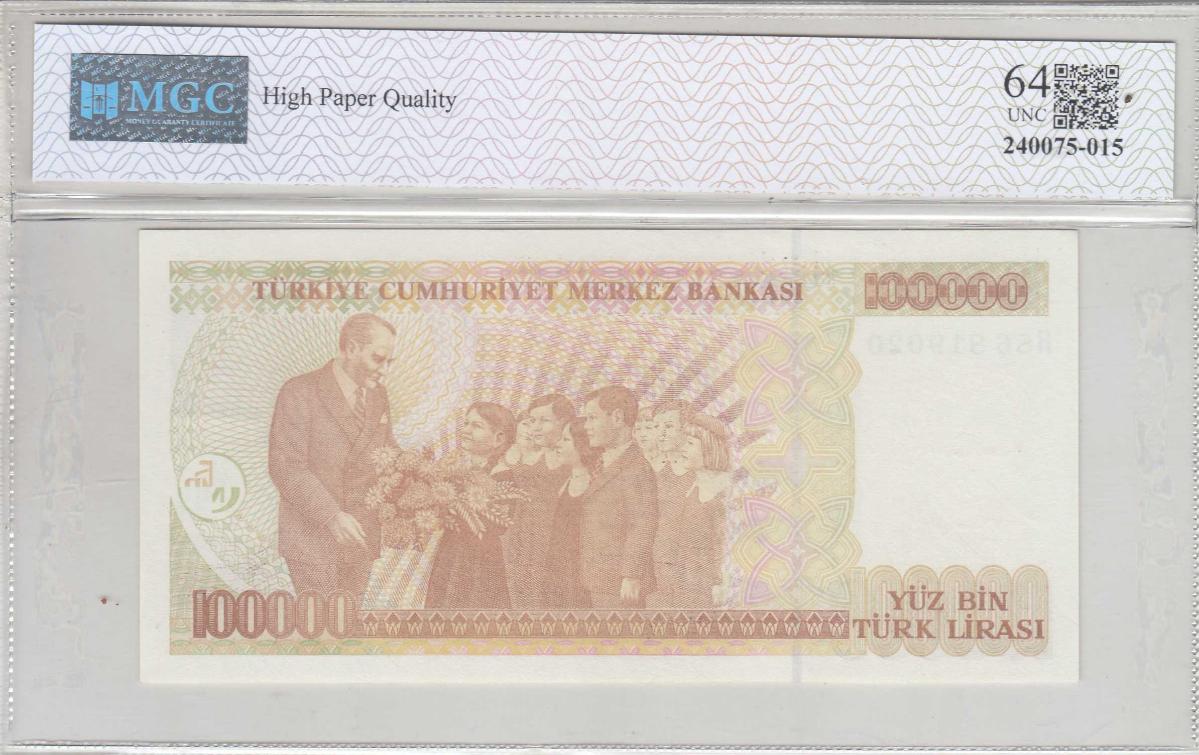 MGC
MONEY GUARANTY CERTIFICATE
High Paper Quality
64
UNC
240075-015
TÜRKİYE CUMHURİYET MERKEZ BANKASI
100000
100000
100000
YÜZ BİN
TÜRK LİRASI